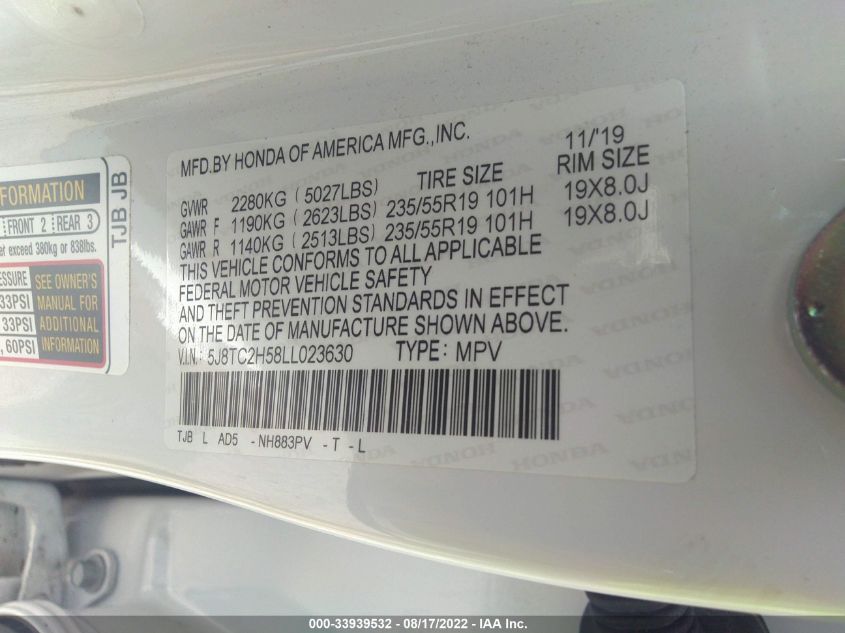 MFD.BY HONDA OF AMERICA MFG.,INC. 11/'19
TIRE SIZE RIM SIZE
GVWR 2280KG (5027LBS)
GAWR F 1190KG (2623LBS) 235/55R19 101H 19X8.0J
GAWR R 1140KG (2513LBS) 235/55R19 101H 19X8.0J
THIS VEHICLE CONFORMS TO ALL APPLICABLE
FEDERAL MOTOR VEHICLE SAFETY
AND THEFT PREVENTION STANDARDS IN EFFECT
ON THE DATE OF MANUFACTURE SHOWN ABOVE.
V.I.N.: 5J8TC2H58LL023630 TYPE: MPV
TJB L AD5 -NH883PV -T -L
FORMATION
FRONT 2 REAR 3
exceed 380kg or 838lbs.
TJB JB
33PSI
33 PSI
60PSI
SEE OWNER'S
MANUAL FOR
ADDITIONAL
INFORMATION
000-33939532 - 08/17/2022 - IAA Inc.